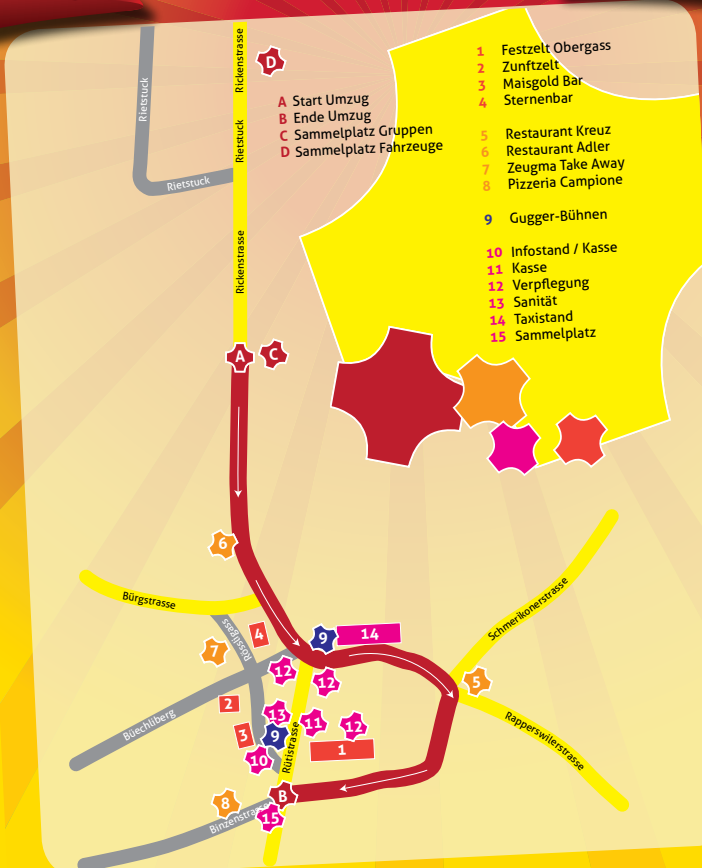 A Start Umzug
B Ende Umzug
C Sammelplatz Gruppen
D Sammelplatz Fahrzeuge
1 Festzelt Obergass
2 Zunftzelt
3 Maisgold Bar
4 Sternenbar
5 Restaurant Kreuz
6 Restaurant Adler
7 Zeugma Take Away
8 Pizzeria Campione
9 Gugger-Bühnen
10 Infostand / Kasse
11 Kasse
12 Verpflegung
13 Sanität
14 Taxistand
15 Sammelplatz
Rickenstrasse
D
Rietstuck
Rietstuck
Rietstuck
Rickenstrasse
A
C
6
Bürgstrasse
Schmerikonerstrasse
Rössligass
4
9
14
7
12
12
5
2
Büechliberg
13
11
12
Rapperswilerstrasse
3
9
Rütistrasse
1
10
8
B
Binzenstrasse
15